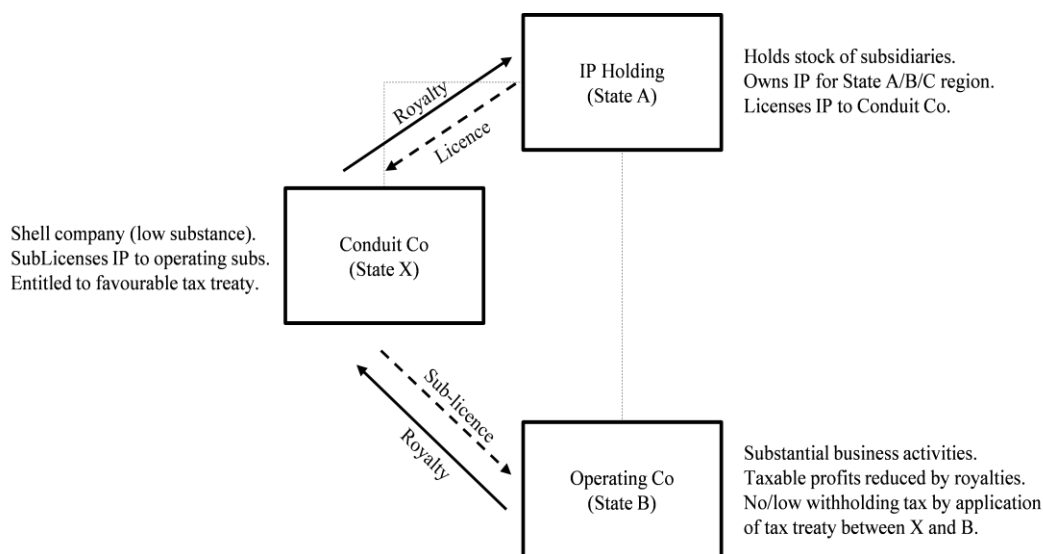 IP Holding
(State A)
Holds stock of subsidiaries.
Owns IP for State A/B/C region.
Licenses IP to Conduit Co.
Royalty
Licence
Shell company (low substance).
SubLicenses IP to operating subs.
Entitled to favourable tax treaty.
Conduit Co
(State X)
Sub-licence
Royalty
Operating Co
(State B)
Substantial business activities.
Taxable profits reduced by royalties.
No/low withholding tax by application
of tax treaty between X and B.